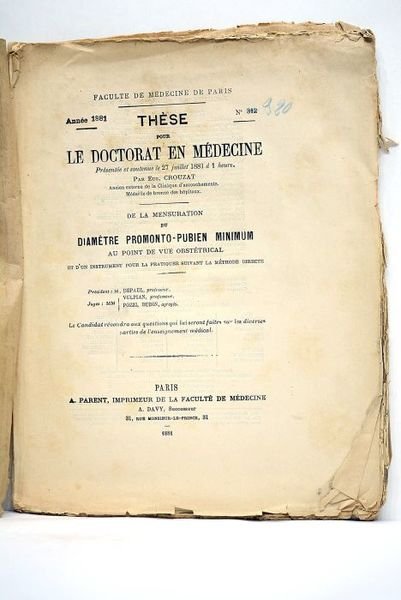 FACULTÉ DE MÉDECINE DE PARIS
Année 1881
THÈSE
N° 312
380
POUR
LE DOCTORAT EN MÉDECINE
Présentée et soutenue le 27 juillet 1881 à 1 heure,
PAR EUG. CROUZAT
Ancien externe de la Clinique d'accouchements.
Médaille de bronze des hôpitaux.
DE LA MENSURATION
DU
DIAMÈTRE PROMONTO-PUBIEN MINIMUM
AU POINT DE VUE OBSTÉTRICAL
ET D'UN INSTRUMENT POUR LA PRATIQUER SUIVANT LA MÉTHODE DIRECTE
Président : M. DEPAUL, professeur.
Juges : MM VULPIAN, professeur.
POZZI, BUDIN, agrégés.
Le Candidat répondra aux questions qui lui seront faites sur les diverses
parties de l'enseignement médical.
PARIS
A. PARENT, IMPRIMEUR DE LA FACULTÉ DE MÉDECINE
A. DAVY, Successeur
31, RUE MONSIEUR-LE-PRINCE, 31
1881